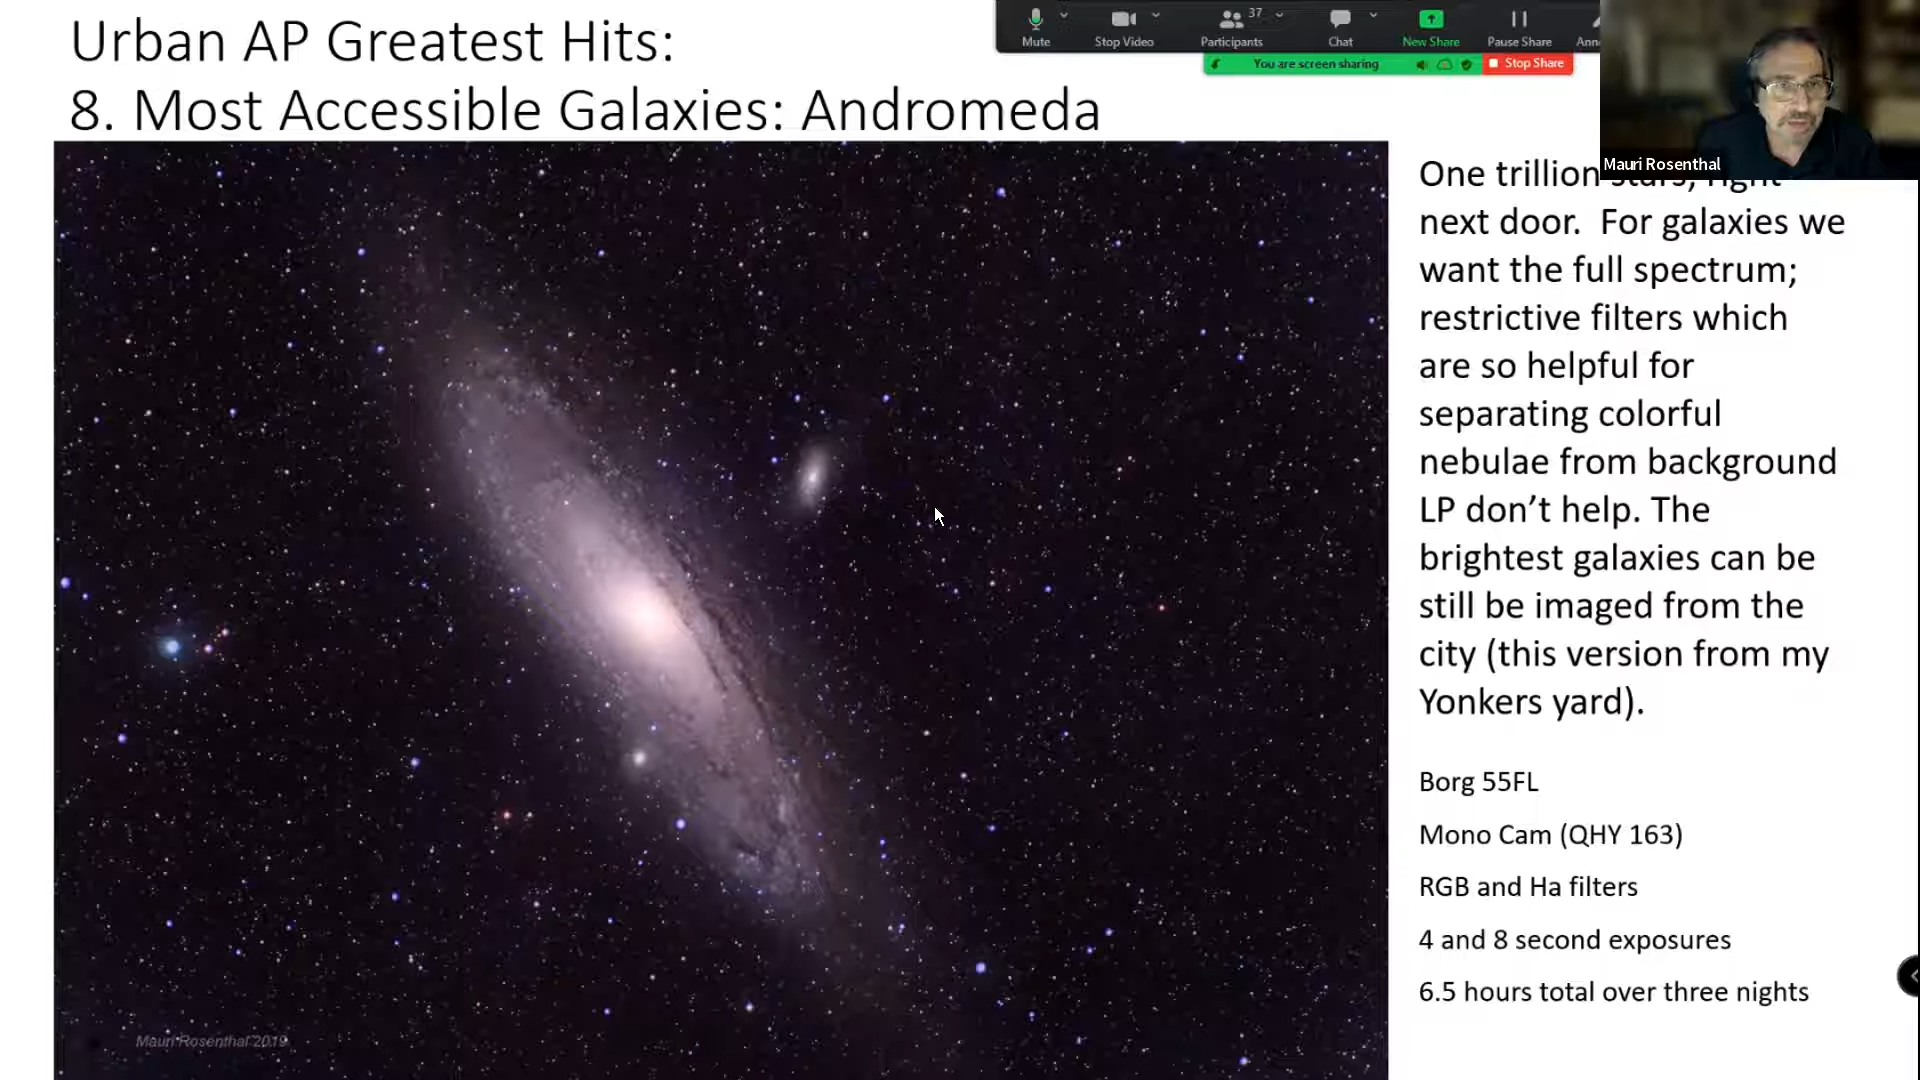 Urban AP Greatest Hits:
8. Most Accessible Galaxies: Andromeda
37
Mute
Stop Video
Participants
Chat
New Share
Pause Share
Ann
You are screen sharing
Stop Share
Mauri Rosenthal
One trillion stars, right
next door. For galaxies we
want the full spectrum;
restrictive filters which
are so helpful for
separating colorful
nebulae from background
LP don’t help. The
brightest galaxies can be
still be imaged from the
city (this version from my
Yonkers yard).
Borg 55FL
Mono Cam (QHY 163)
RGB and Ha filters
4 and 8 second exposures
6.5 hours total over three nights
Mauri Rosenthal 2019